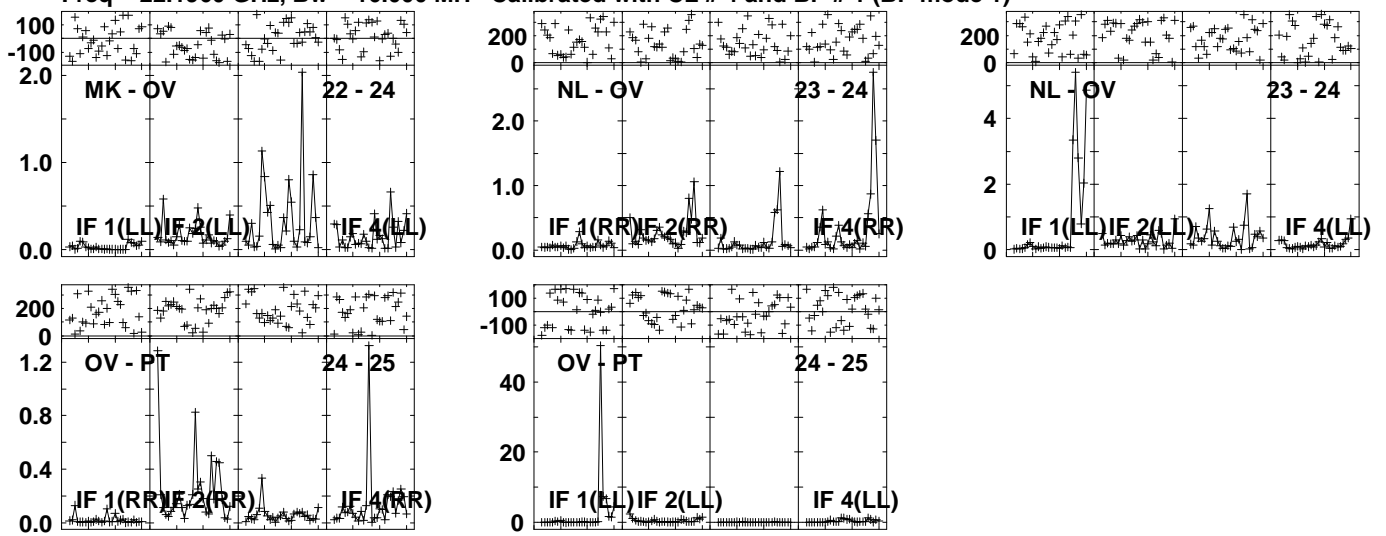 100
-100
2.0
1.0
0.0
MK - OV 22 - 24
IF 1(LL) IF 2(LL) IF 4(LL)
200
0
2.0
1.0
0.0
NL - OV 23 - 24
IF 1(RR) IF 2(RR) IF 4(RR)
200
0
4
2
0
NL - OV 23 - 24
IF 1(LL) IF 2(LL) IF 4(LL)
200
0
1.2
0.8
0.4
0.0
OV - PT 24 - 25
IF 1(RR) IF 2(RR) IF 4(RR)
100
-100
40
20
0
OV - PT 24 - 25
IF 1(LL) IF 2(LL) IF 4(LL)